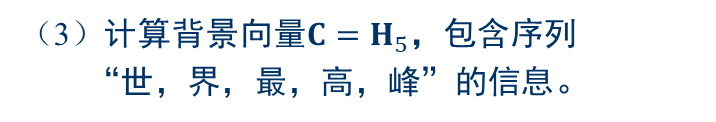 （3）计算背景向量C = H₅，包含序列
“世，界，最，高，峰”的信息。